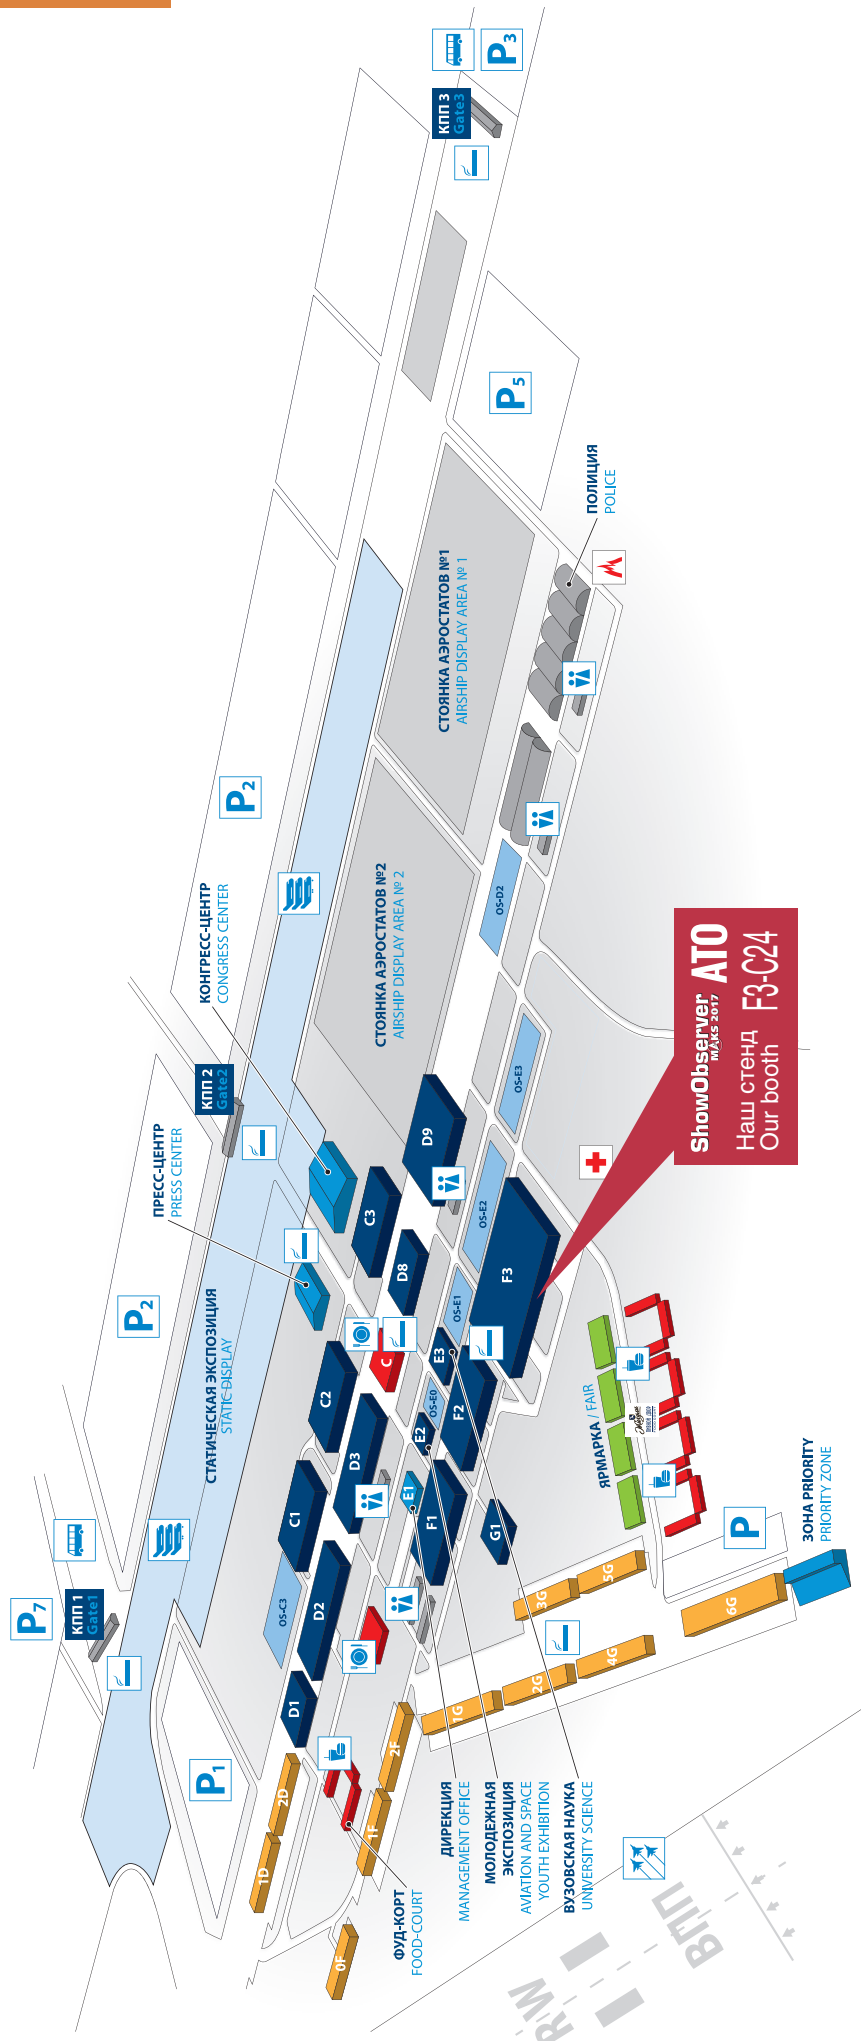 P3
КПП 3
Gate3
P5
ПОЛИЦИЯ
POLICE
СТОЯНКА АЭРОСТАТОВ №1
AIRSHIP DISPLAY AREA № 1
P2
КОНГРЕСС-ЦЕНТР
CONGRESS CENTER
СТОЯНКА АЭРОСТАТОВ №2
AIRSHIP DISPLAY AREA № 2
OS-D2
КПП 2
Gate2
ПРЕСС-ЦЕНТР
PRESS CENTER
D9
OS-E3
ShowObserver
MAKS 2017
ATO
Наш стенд
Our booth
F3-C24
P2
СТАТИЧЕСКАЯ ЭКСПОЗИЦИЯ
STATIC DISPLAY
C3
D8
OS-E2
OS-E1
F3
C2
C
E3
OS-E0
E2
F2
D3
C1
E1
F1
G1
ЯРМАРКА / FAIR
P7
КПП 1
Gate1
OS-C3
D2
D1
P1
P
ЗОНА PRIORITY
PRIORITY ZONE
3G
5G
6G
1G
2G
4G
2D
1D
2F
1F
0F
ДИРЕКЦИЯ
MANAGEMENT OFFICE
МОЛОДЕЖНАЯ
ЭКСПОЗИЦИЯ
AVIATION AND SPACE
YOUTH EXHIBITION
ВУЗОВСКАЯ НАУКА
UNIVERSITY SCIENCE
ФУД-КОРТ
FOOD-COURT
RW
ВПП